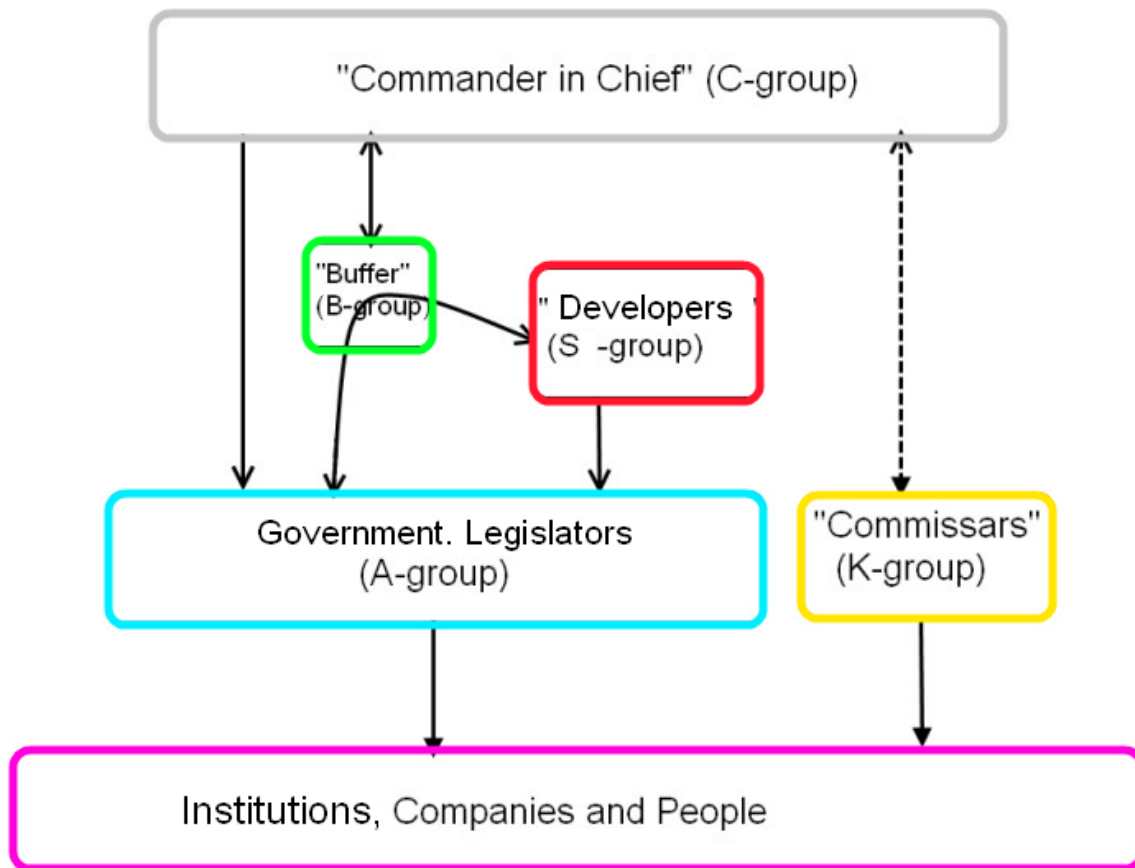 "Commander in Chief" (C-group)
"Buffer"
(B-group)
" Developers "
(S -group)
Government. Legislators
(A-group)
"Commissars"
(K-group)
Institutions, Companies and People